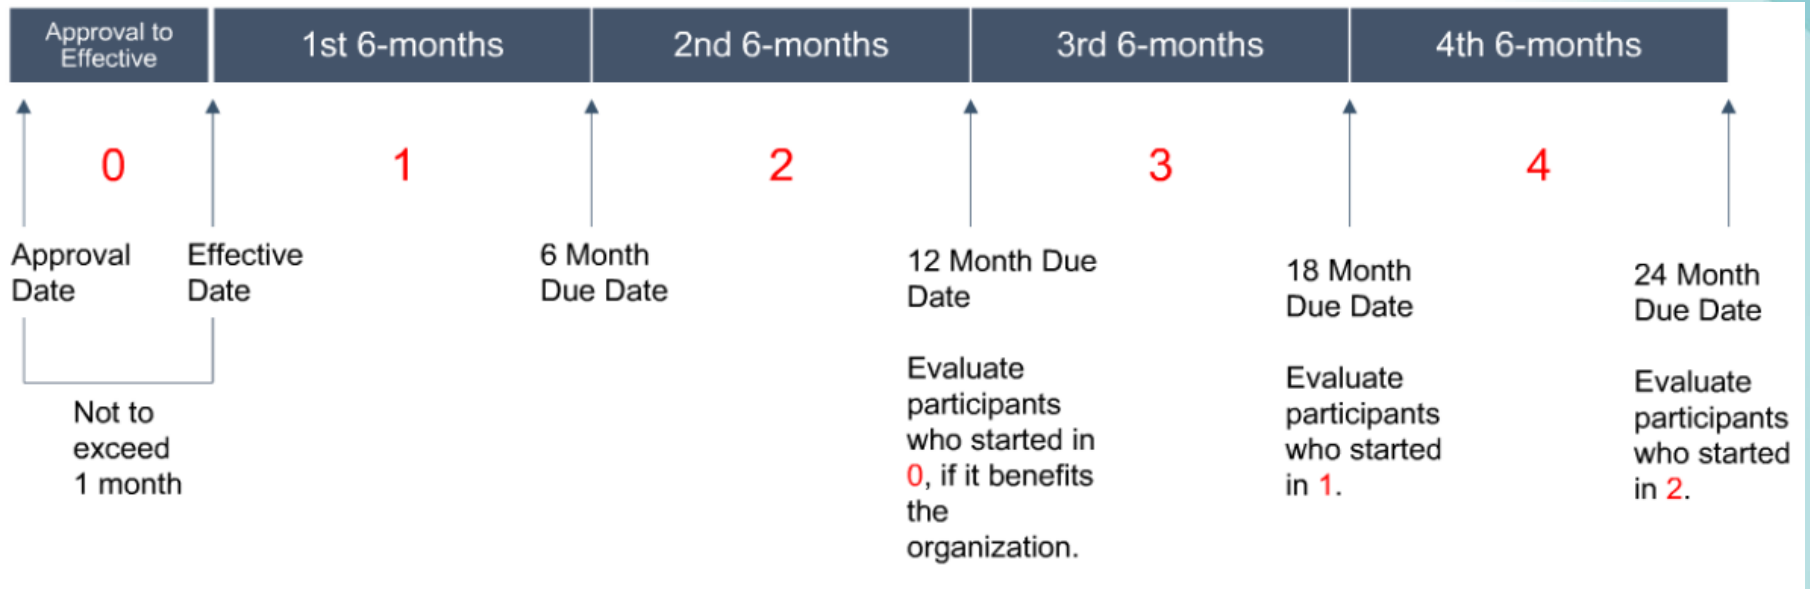 Approval to
Effective
1st 6-months
2nd 6-months
3rd 6-months
4th 6-months
0
1
2
3
4
Approval
Date
Effective
Date
6 Month
Due Date
12 Month Due
Date
18 Month
Due Date
24 Month
Due Date
Not to
exceed
1 month
Evaluate
participants
who started in
0, if it benefits
the
organization.
Evaluate
participants
who started
in 1.
Evaluate
participants
who started
in 2.